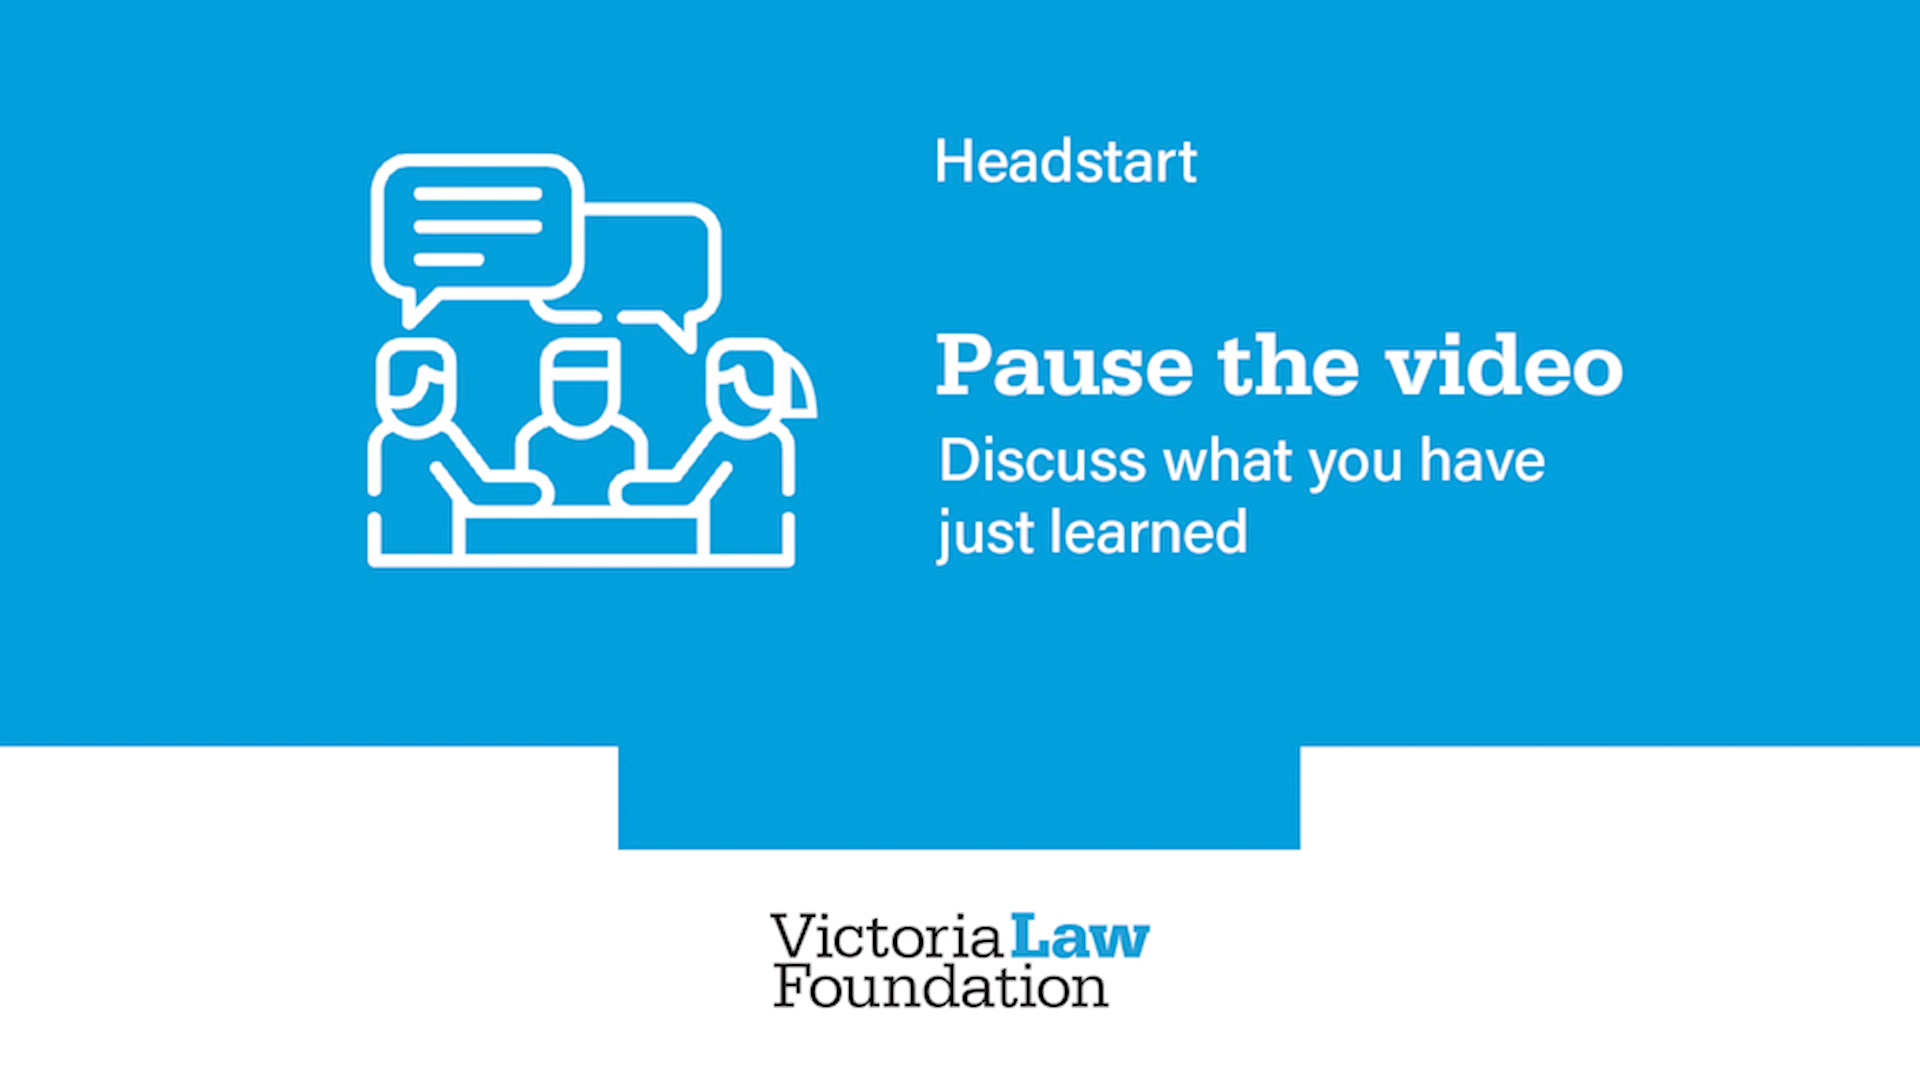 Headstart
Pause the video
Discuss what you have
just learned
Victoria Law
Foundation